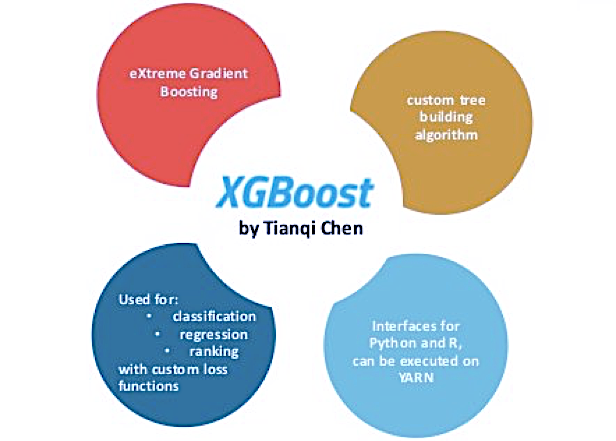 eXtreme Gradient
Boosting
custom tree
building
algorithm
XGBoost
by Tianqi Chen
Used for:
• classification
• regression
• ranking
with custom loss
functions
Interfaces for
Python and R,
can be executed on
YARN